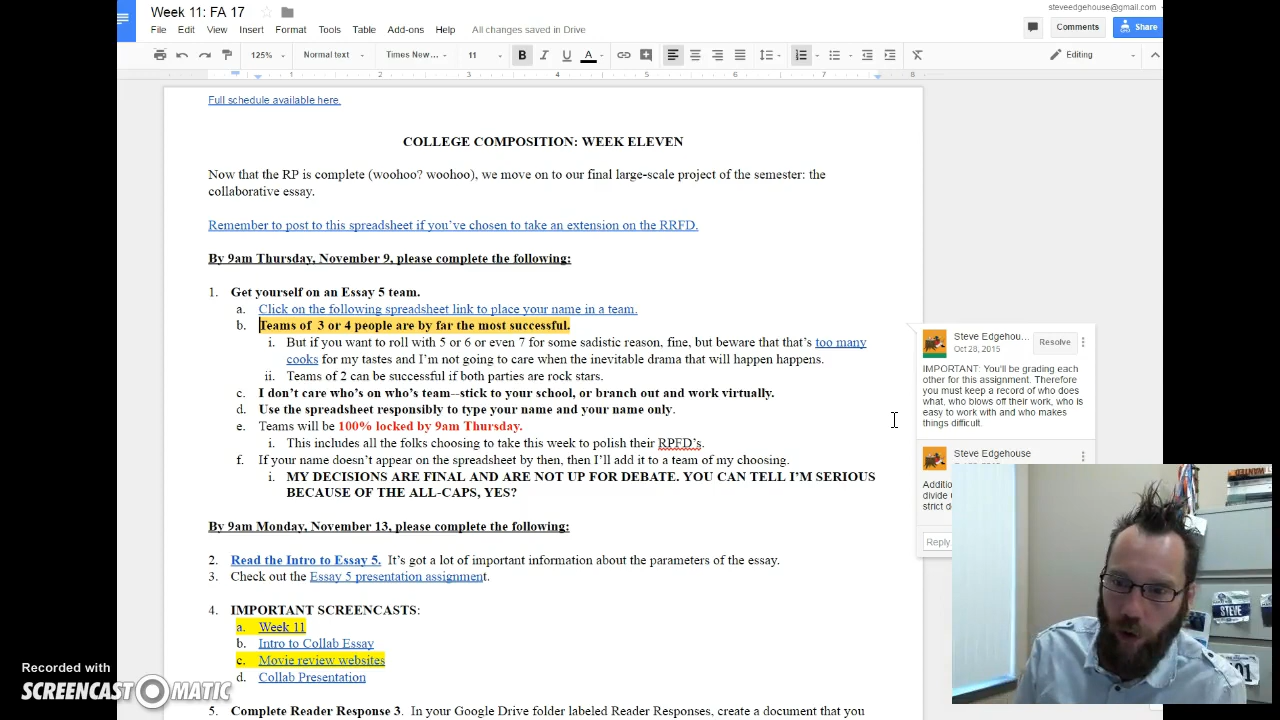 Week 11: FA 17
steveedgehouse@gmail.com
File Edit View Insert Format Tools Table Add-ons Help All changes saved in Drive
Comments Share
125% Normal text Times New... 11 B I U A Editing
1 2 3 4 5 6 7 8
Full schedule available here.
COLLEGE COMPOSITION: WEEK ELEVEN
Now that the RP is complete (woohoo? woohoo), we move on to our final large-scale project of the semester: the
collaborative essay.
Remember to post to this spreadsheet if you've chosen to take an extension on the RRFD.
By 9am Thursday, November 9, please complete the following:
1. Get yourself on an Essay 5 team.
a. Click on the following spreadsheet link to place your name in a team.
b. Teams of 3 or 4 people are by far the most successful.
i. But if you want to roll with 5 or 6 or even 7 for some sadistic reason, fine, but beware that that's too many
cooks for my tastes and I'm not going to care when the inevitable drama that will happen happens.
ii. Teams of 2 can be successful if both parties are rock stars.
c. I don't care who's on who's team--stick to your school, or branch out and work virtually.
d. Use the spreadsheet responsibly to type your name and your name only.
e. Teams will be 100% locked by 9am Thursday.
i. This includes all the folks choosing to take this week to polish their RPFD's.
f. If your name doesn't appear on the spreadsheet by then, then I'll add it to a team of my choosing.
i. MY DECISIONS ARE FINAL AND ARE NOT UP FOR DEBATE. YOU CAN TELL I'M SERIOUS
BECAUSE OF THE ALL-CAPS, YES?
By 9am Monday, November 13, please complete the following:
2. Read the Intro to Essay 5. It's got a lot of important information about the parameters of the essay.
3. Check out the Essay 5 presentation assignment.
4. IMPORTANT SCREENCASTS:
a. Week 11
b. Intro to Collab Essay
c. Movie review websites
d. Collab Presentation
5. Complete Reader Response 3. In your Google Drive folder labeled Reader Responses, create a document that you
Steve Edgehou...
Oct 28, 2015
Resolve
IMPORTANT: You'll be grading each
other for this assignment. Therefore
you must keep a record of who does
what, who blows off their work, who is
easy to work with and who makes
things difficult.
Steve Edgehouse
Additio
divide
strict d
Reply
STEVE
Recorded with
SCREENCAST-O-MATIC